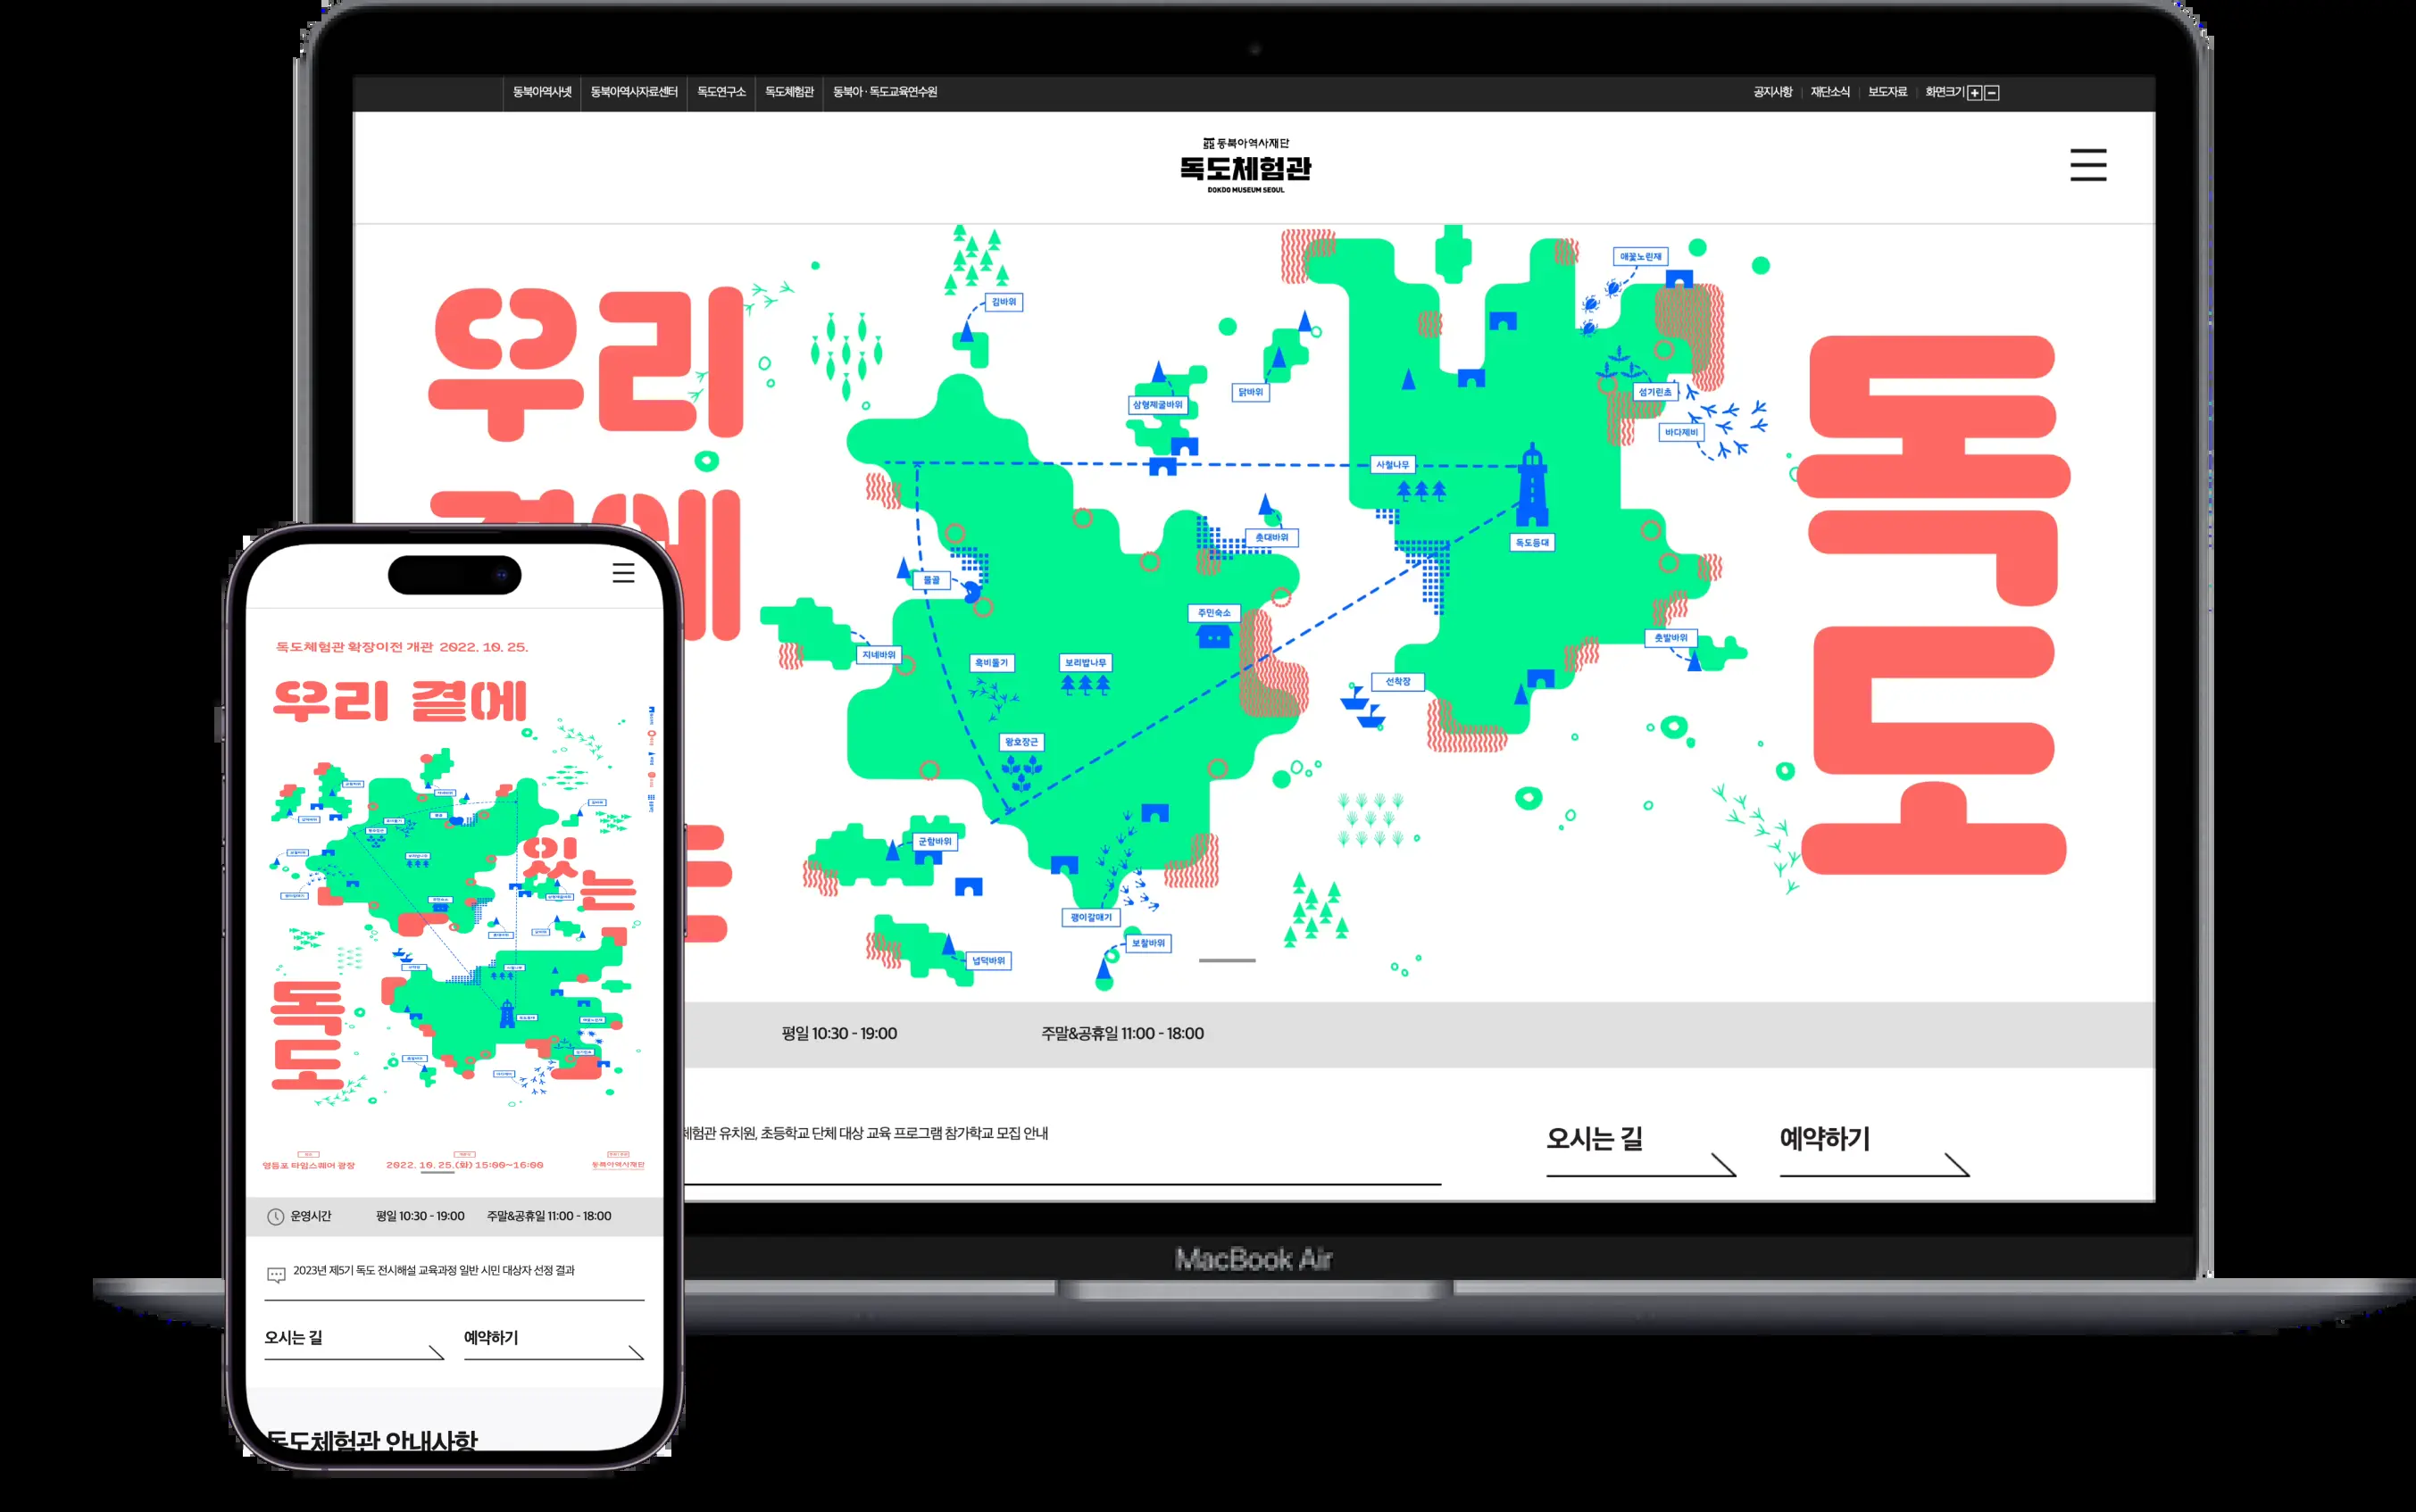 동북아역사넷
동북아역사자료센터
독도연구소
독도체험관
동북아·독도교육연수원
공지사항
재단소식
보도자료
화면크기
동북아역사재단
독도체험관
DOKDO MUSEUM SEOUL
우리
독도
김바위
애꽃노린재
삼형제굴바위
닭바위
섬기린초
바다제비
사철나무
촛대바위
독도등대
물골
주민숙소
지네바위
흑비둘기
보리밥나무
촛발바위
선착장
왕호장근
군함바위
괭이갈매기
보찰바위
넙덕바위
평일 10:30 - 19:00
주말&공휴일 11:00 - 18:00
체험관 유치원, 초등학교 단체 대상 교육 프로그램 참가학교 모집 안내
오시는 길
예약하기
MacBook Air
독도체험관 확장이전 개관 2022. 10. 25.
우리 곁에
있는
독도
영등포 타임스퀘어 광장
2022. 10. 25.(화) 15:00~16:00
동북아역사재단
운영시간
평일 10:30 - 19:00
주말&공휴일 11:00 - 18:00
2023년 제5기 독도 전시해설 교육과정 일반 시민 대상자 선정 결과
오시는 길
예약하기
독도체험관 안내사항